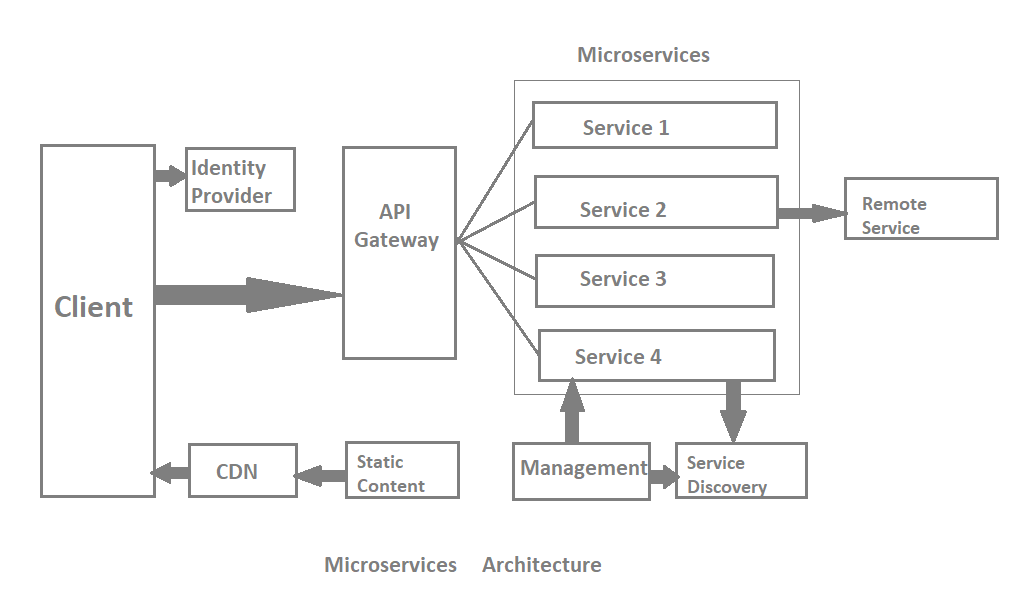 Microservices
Service 1
Identity
Provider
API
Gateway
Service 2
Remote
Service
Service 3
Client
Service 4
CDN
Static
Content
Management
Service
Discovery
Microservices Architecture